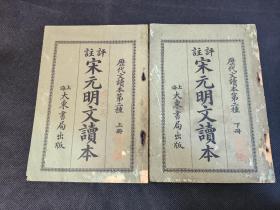 歷代文讀本第二種 上冊
評註
宋元明文讀本
上海大東書局出版
歷代文讀本第二種 下冊
評註
宋元明文讀本
上海大東書局出版